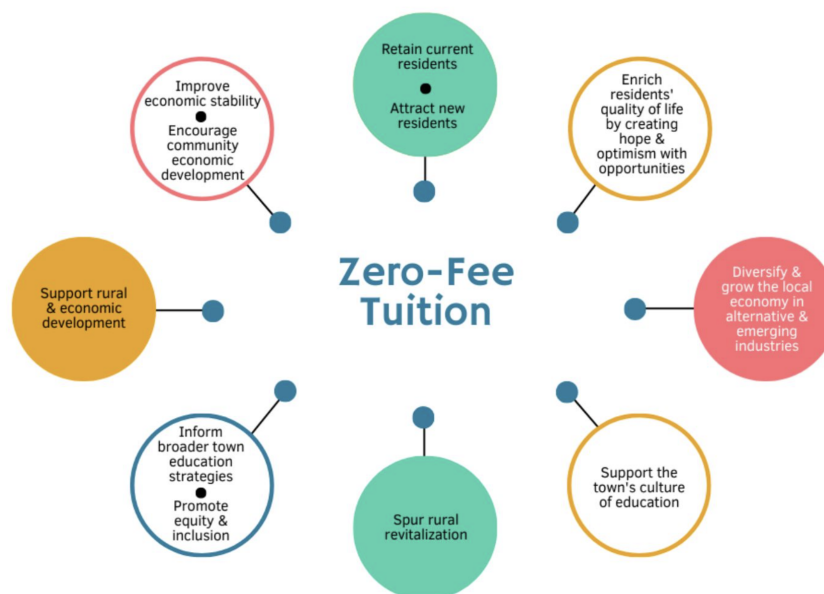 Retain current
residents
Attract new
residents
Improve
economic stability
Encourage
community
economic
development
Enrich
residents'
quality of life
by creating
hope &
optimism with
opportunities
Zero-Fee
Tuition
Support rural
& economic
development
Diversify &
grow the local
economy in
alternative &
emerging
industries
Inform
broader town
education
strategies
Promote
equity &
inclusion
Spur rural
revitalization
Support the
town's culture
of education